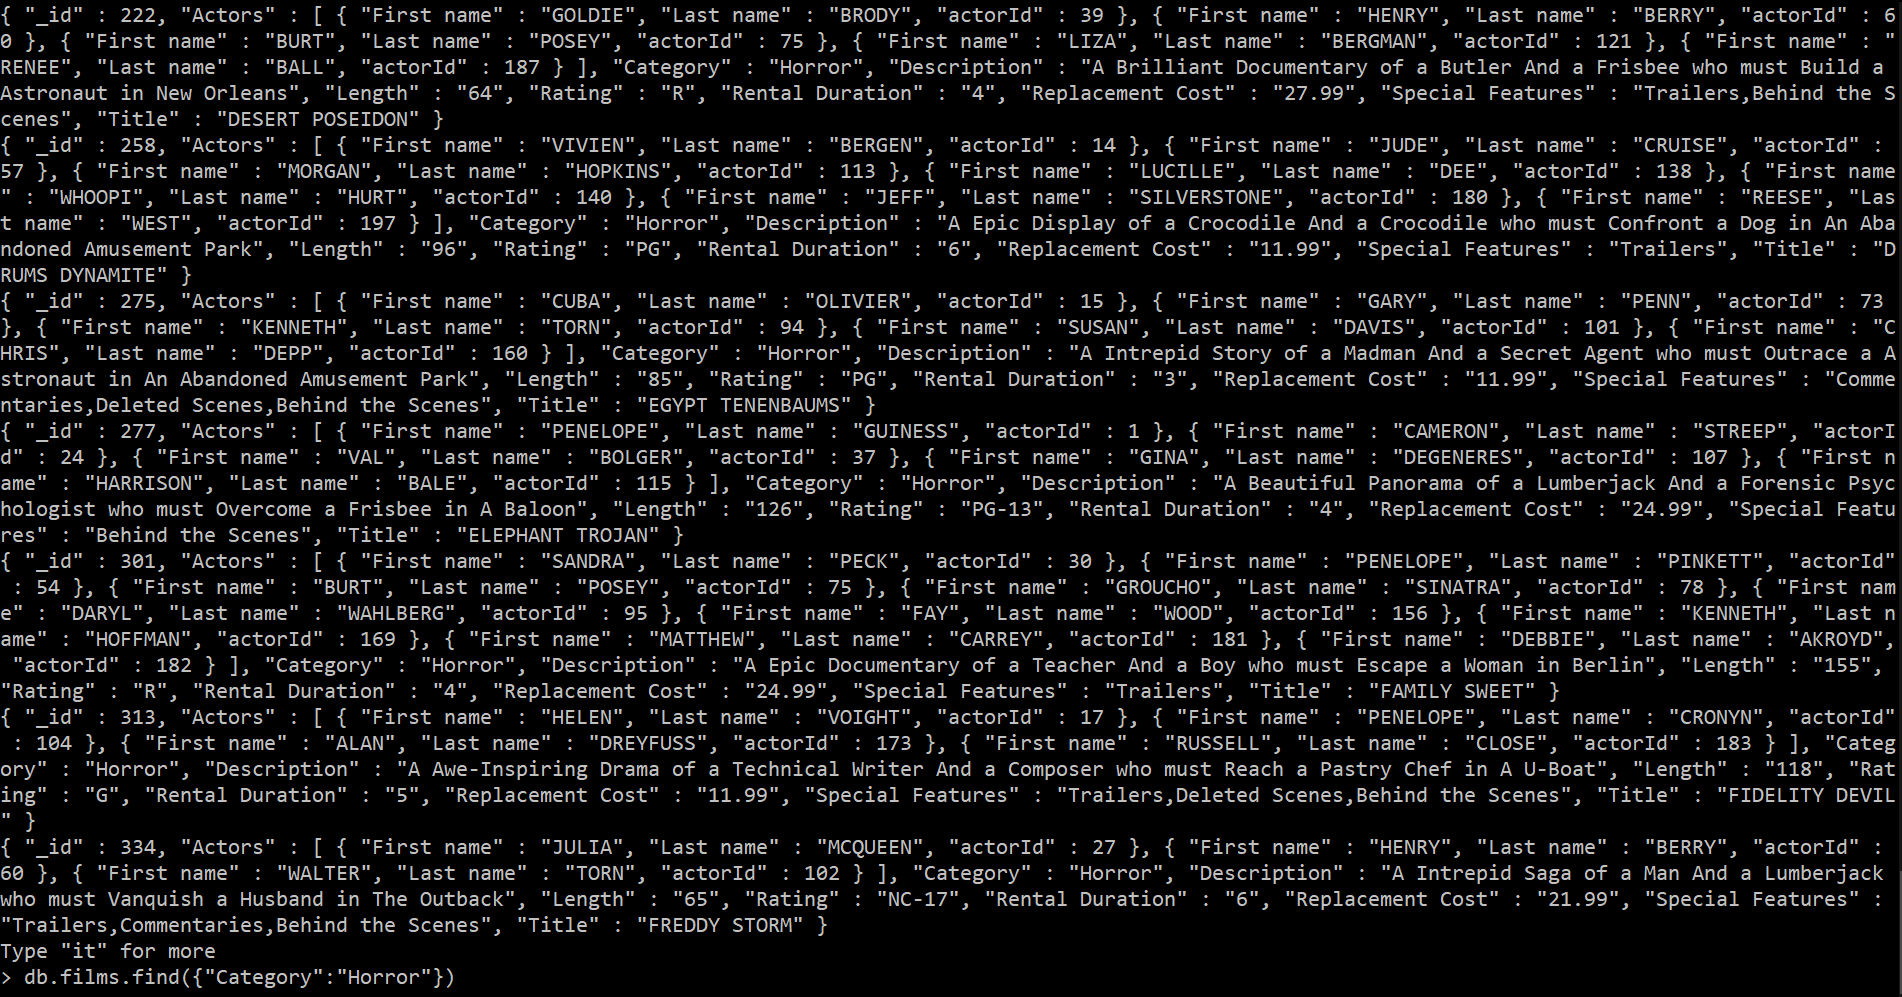 { "_id" : 222, "Actors" : [ { "First name" : "GOLDIE", "Last name" : "BRODY", "actorId" : 39 }, { "First name" : "HENRY", "Last name" : "BERRY", "actorId" : 6
0 }, { "First name" : "BURT", "Last name" : "POSEY", "actorId" : 75 }, { "First name" : "LIZA", "Last name" : "BERGMAN", "actorId" : 121 }, { "First name" : "
RENEE", "Last name" : "BALL", "actorId" : 187 } ], "Category" : "Horror", "Description" : "A Brilliant Documentary of a Butler And a Frisbee who must Build a
Astronaut in New Orleans", "Length" : "64", "Rating" : "R", "Rental Duration" : "4", "Replacement Cost" : "27.99", "Special Features" : "Trailers,Behind the S
cenes", "Title" : "DESERT POSEIDON" }
{ "_id" : 258, "Actors" : [ { "First name" : "VIVIEN", "Last name" : "BERGEN", "actorId" : 14 }, { "First name" : "JUDE", "Last name" : "CRUISE", "actorId" :
57 }, { "First name" : "MORGAN", "Last name" : "HOPKINS", "actorId" : 113 }, { "First name" : "LUCILLE", "Last name" : "DEE", "actorId" : 138 }, { "First name
" : "WHOOPI", "Last name" : "HURT", "actorId" : 140 }, { "First name" : "JEFF", "Last name" : "SILVERSTONE", "actorId" : 180 }, { "First name" : "REESE", "Las
t name" : "WEST", "actorId" : 197 } ], "Category" : "Horror", "Description" : "A Epic Display of a Crocodile And a Crocodile who must Confront a Dog in An Aba
ndoned Amusement Park", "Length" : "96", "Rating" : "PG", "Rental Duration" : "6", "Replacement Cost" : "11.99", "Special Features" : "Trailers", "Title" : "D
RUMS DYNAMITE" }
{ "_id" : 275, "Actors" : [ { "First name" : "CUBA", "Last name" : "OLIVIER", "actorId" : 15 }, { "First name" : "GARY", "Last name" : "PENN", "actorId" : 73
}, { "First name" : "KENNETH", "Last name" : "TORN", "actorId" : 94 }, { "First name" : "SUSAN", "Last name" : "DAVIS", "actorId" : 101 }, { "First name" : "C
HRIS", "Last name" : "DEPP", "actorId" : 160 } ], "Category" : "Horror", "Description" : "A Intrepid Story of a Madman And a Secret Agent who must Outrace a A
stronaut in An Abandoned Amusement Park", "Length" : "85", "Rating" : "PG", "Rental Duration" : "3", "Replacement Cost" : "11.99", "Special Features" : "Comme
ntaries,Deleted Scenes,Behind the Scenes", "Title" : "EGYPT TENENBAUMS" }
{ "_id" : 277, "Actors" : [ { "First name" : "PENELOPE", "Last name" : "GUINESS", "actorId" : 1 }, { "First name" : "CAMERON", "Last name" : "STREEP", "actorI
d" : 24 }, { "First name" : "VAL", "Last name" : "BOLGER", "actorId" : 37 }, { "First name" : "GINA", "Last name" : "DEGENERES", "actorId" : 107 }, { "First n
ame" : "HARRISON", "Last name" : "BALE", "actorId" : 115 } ], "Category" : "Horror", "Description" : "A Beautiful Panorama of a Lumberjack And a Forensic Psyc
hologist who must Overcome a Frisbee in A Baloon", "Length" : "126", "Rating" : "PG-13", "Rental Duration" : "4", "Replacement Cost" : "24.99", "Special Featu
res" : "Behind the Scenes", "Title" : "ELEPHANT TROJAN" }
{ "_id" : 301, "Actors" : [ { "First name" : "SANDRA", "Last name" : "PECK", "actorId" : 30 }, { "First name" : "PENELOPE", "Last name" : "PINKETT", "actorId"
 : 54 }, { "First name" : "BURT", "Last name" : "POSEY", "actorId" : 75 }, { "First name" : "GROUCHO", "Last name" : "SINATRA", "actorId" : 78 }, { "First nam
e" : "DARYL", "Last name" : "WAHLBERG", "actorId" : 95 }, { "First name" : "FAY", "Last name" : "WOOD", "actorId" : 156 }, { "First name" : "KENNETH", "Last n
ame" : "HOFFMAN", "actorId" : 169 }, { "First name" : "MATTHEW", "Last name" : "CARREY", "actorId" : 181 }, { "First name" : "DEBBIE", "Last name" : "AKROYD",
 "actorId" : 182 } ], "Category" : "Horror", "Description" : "A Epic Documentary of a Teacher And a Boy who must Escape a Woman in Berlin", "Length" : "155",
"Rating" : "R", "Rental Duration" : "4", "Replacement Cost" : "24.99", "Special Features" : "Trailers", "Title" : "FAMILY SWEET" }
{ "_id" : 313, "Actors" : [ { "First name" : "HELEN", "Last name" : "VOIGHT", "actorId" : 17 }, { "First name" : "PENELOPE", "Last name" : "CRONYN", "actorId"
 : 104 }, { "First name" : "ALAN", "Last name" : "DREYFUSS", "actorId" : 173 }, { "First name" : "RUSSELL", "Last name" : "CLOSE", "actorId" : 183 } ], "Categ
ory" : "Horror", "Description" : "A Awe-Inspiring Drama of a Technical Writer And a Composer who must Reach a Pastry Chef in A U-Boat", "Length" : "118", "Rat
ing" : "G", "Rental Duration" : "5", "Replacement Cost" : "11.99", "Special Features" : "Trailers,Deleted Scenes,Behind the Scenes", "Title" : "FIDELITY DEVIL
" }
{ "_id" : 334, "Actors" : [ { "First name" : "JULIA", "Last name" : "MCQUEEN", "actorId" : 27 }, { "First name" : "HENRY", "Last name" : "BERRY", "actorId" :
60 }, { "First name" : "WALTER", "Last name" : "TORN", "actorId" : 102 } ], "Category" : "Horror", "Description" : "A Intrepid Saga of a Man And a Lumberjack
who must Vanquish a Husband in The Outback", "Length" : "65", "Rating" : "NC-17", "Rental Duration" : "6", "Replacement Cost" : "21.99", "Special Features" :
"Trailers,Commentaries,Behind the Scenes", "Title" : "FREDDY STORM" }
Type "it" for more
> db.films.find({"Category":"Horror"})